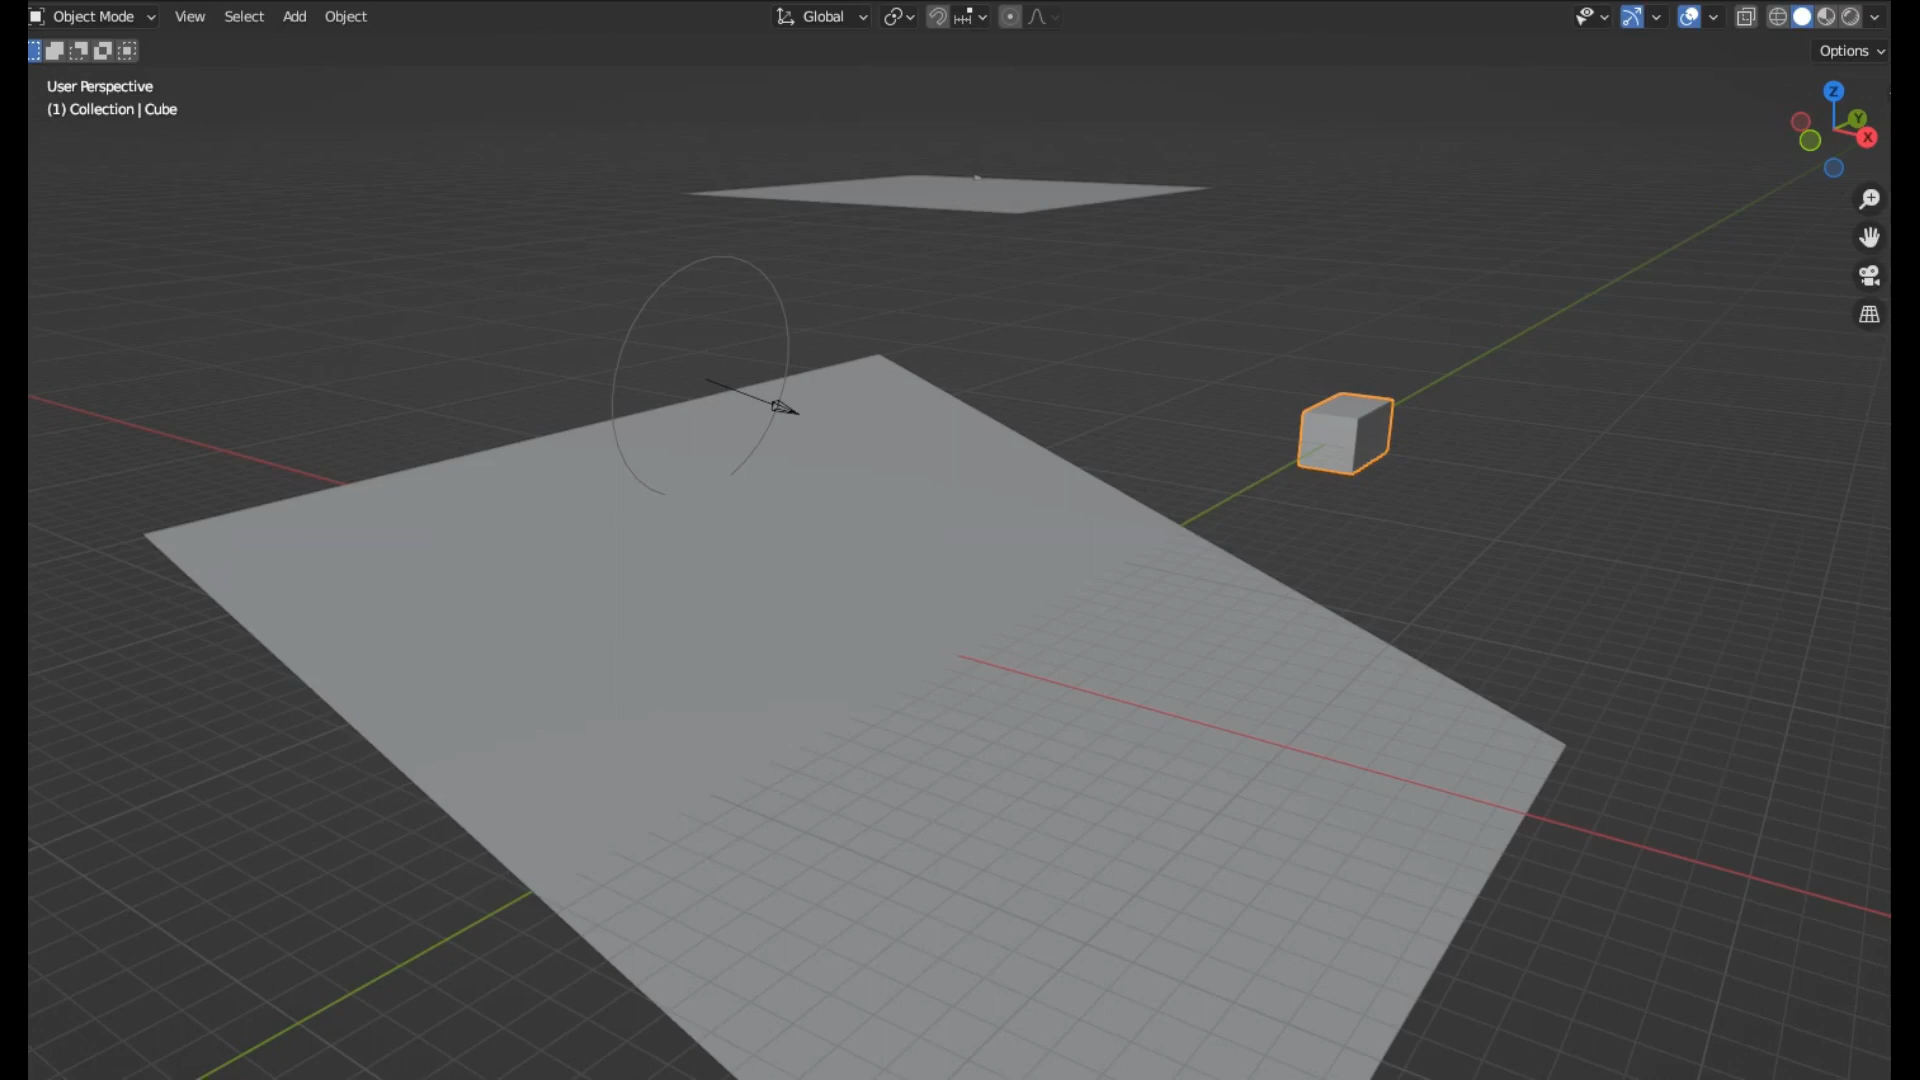 Object Mode View Select Add Object Global
Options
User Perspective
(1) Collection | Cube
Z
Y
X